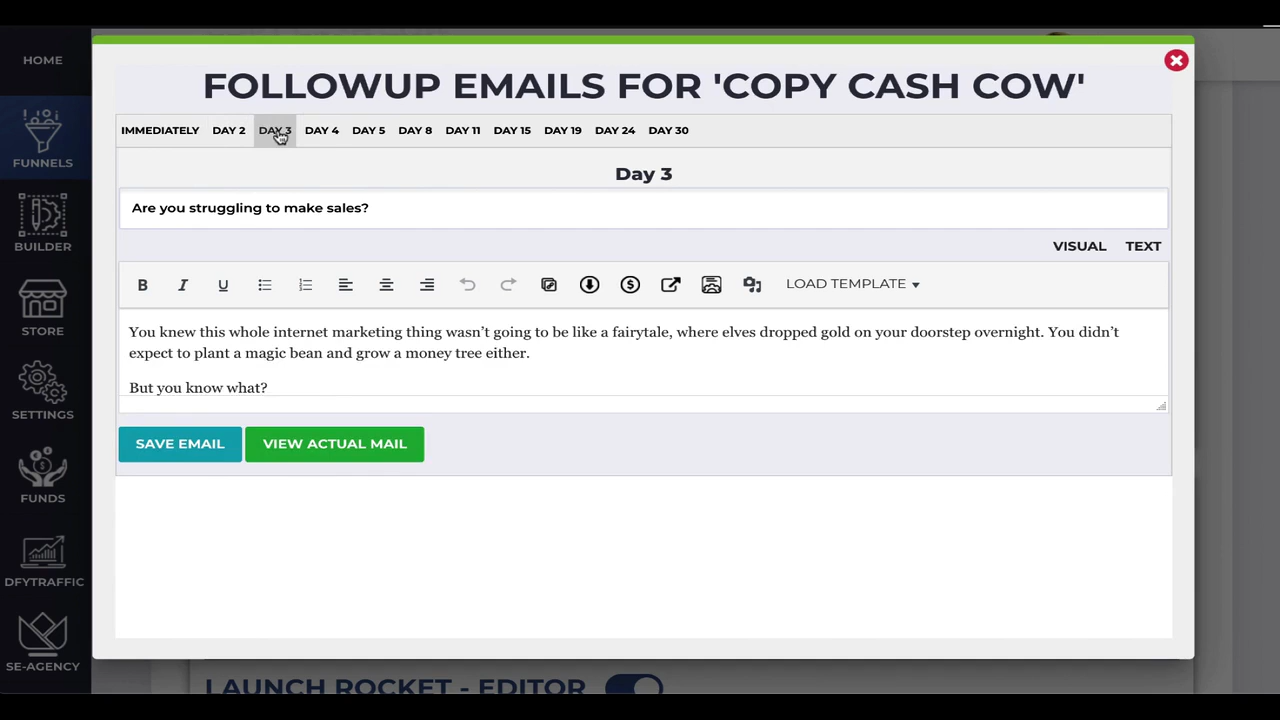 HOME
FUNNELS
BUILDER
STORE
SETTINGS
FUNDS
DFYTRAFFIC
SE-AGENCY
FOLLOWUP EMAILS FOR 'COPY CASH COW'
IMMEDIATELY DAY 2 DAY 3 DAY 4 DAY 5 DAY 8 DAY 11 DAY 15 DAY 19 DAY 24 DAY 30
Day 3
Are you struggling to make sales?
VISUAL TEXT
B I U LOAD TEMPLATE
You knew this whole internet marketing thing wasn’t going to be like a fairytale, where elves dropped gold on your doorstep overnight. You didn’t
expect to plant a magic bean and grow a money tree either.
But you know what?
SAVE EMAIL VIEW ACTUAL MAIL
LAUNCH ROCKET - EDITOR